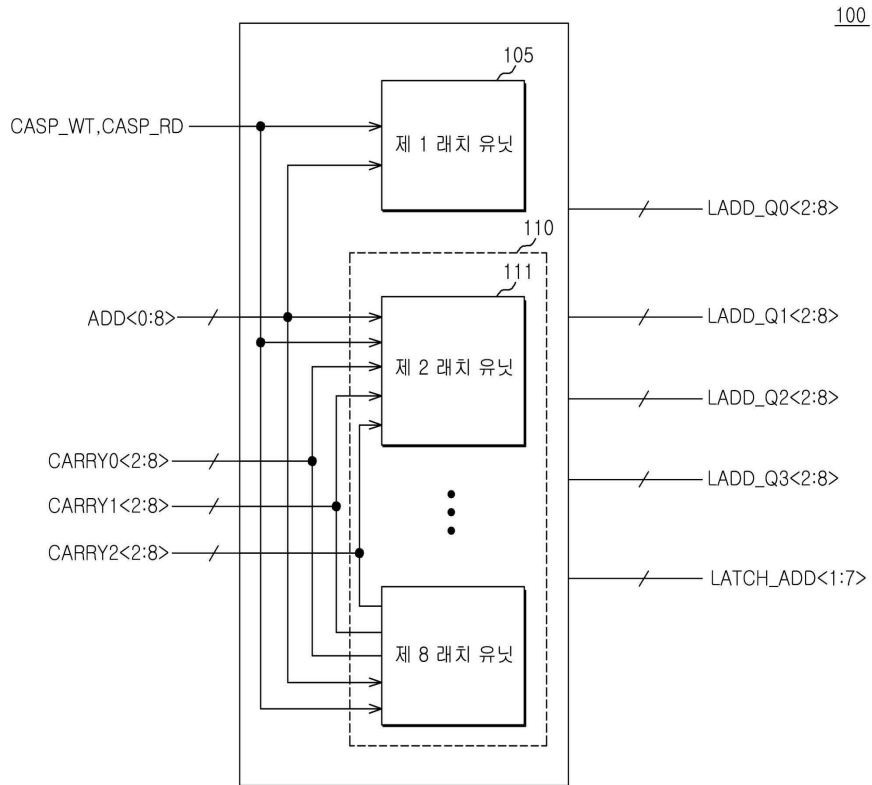 100
105
CASP_WT,CASP_RD
제 1 래치 유닛
LADD_Q0<2:8>
110
111
ADD<0:8>
LADD_Q1<2:8>
제 2 래치 유닛
LADD_Q2<2:8>
CARRY0<2:8>
LADD_Q3<2:8>
CARRY1<2:8>
CARRY2<2:8>
LATCH_ADD<1:7>
제 8 래치 유닛